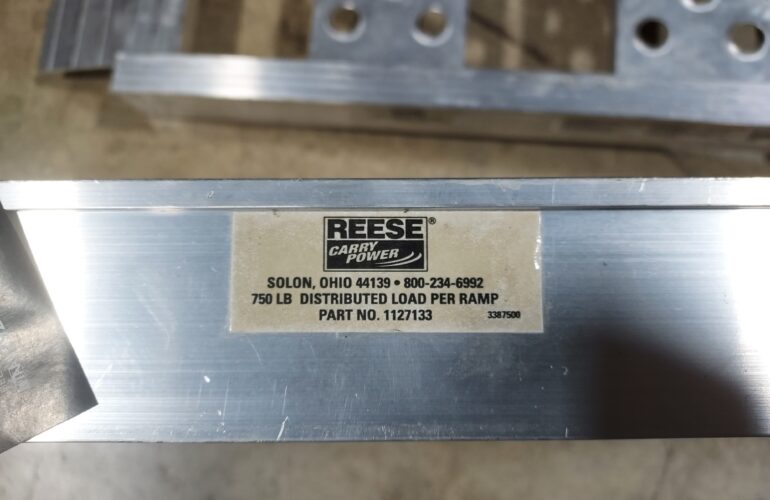 REESE®
CARRY
POWER
SOLON, OHIO 44139 • 800-234-6992
750 LB DISTRIBUTED LOAD PER RAMP
PART NO. 1127133
3387500